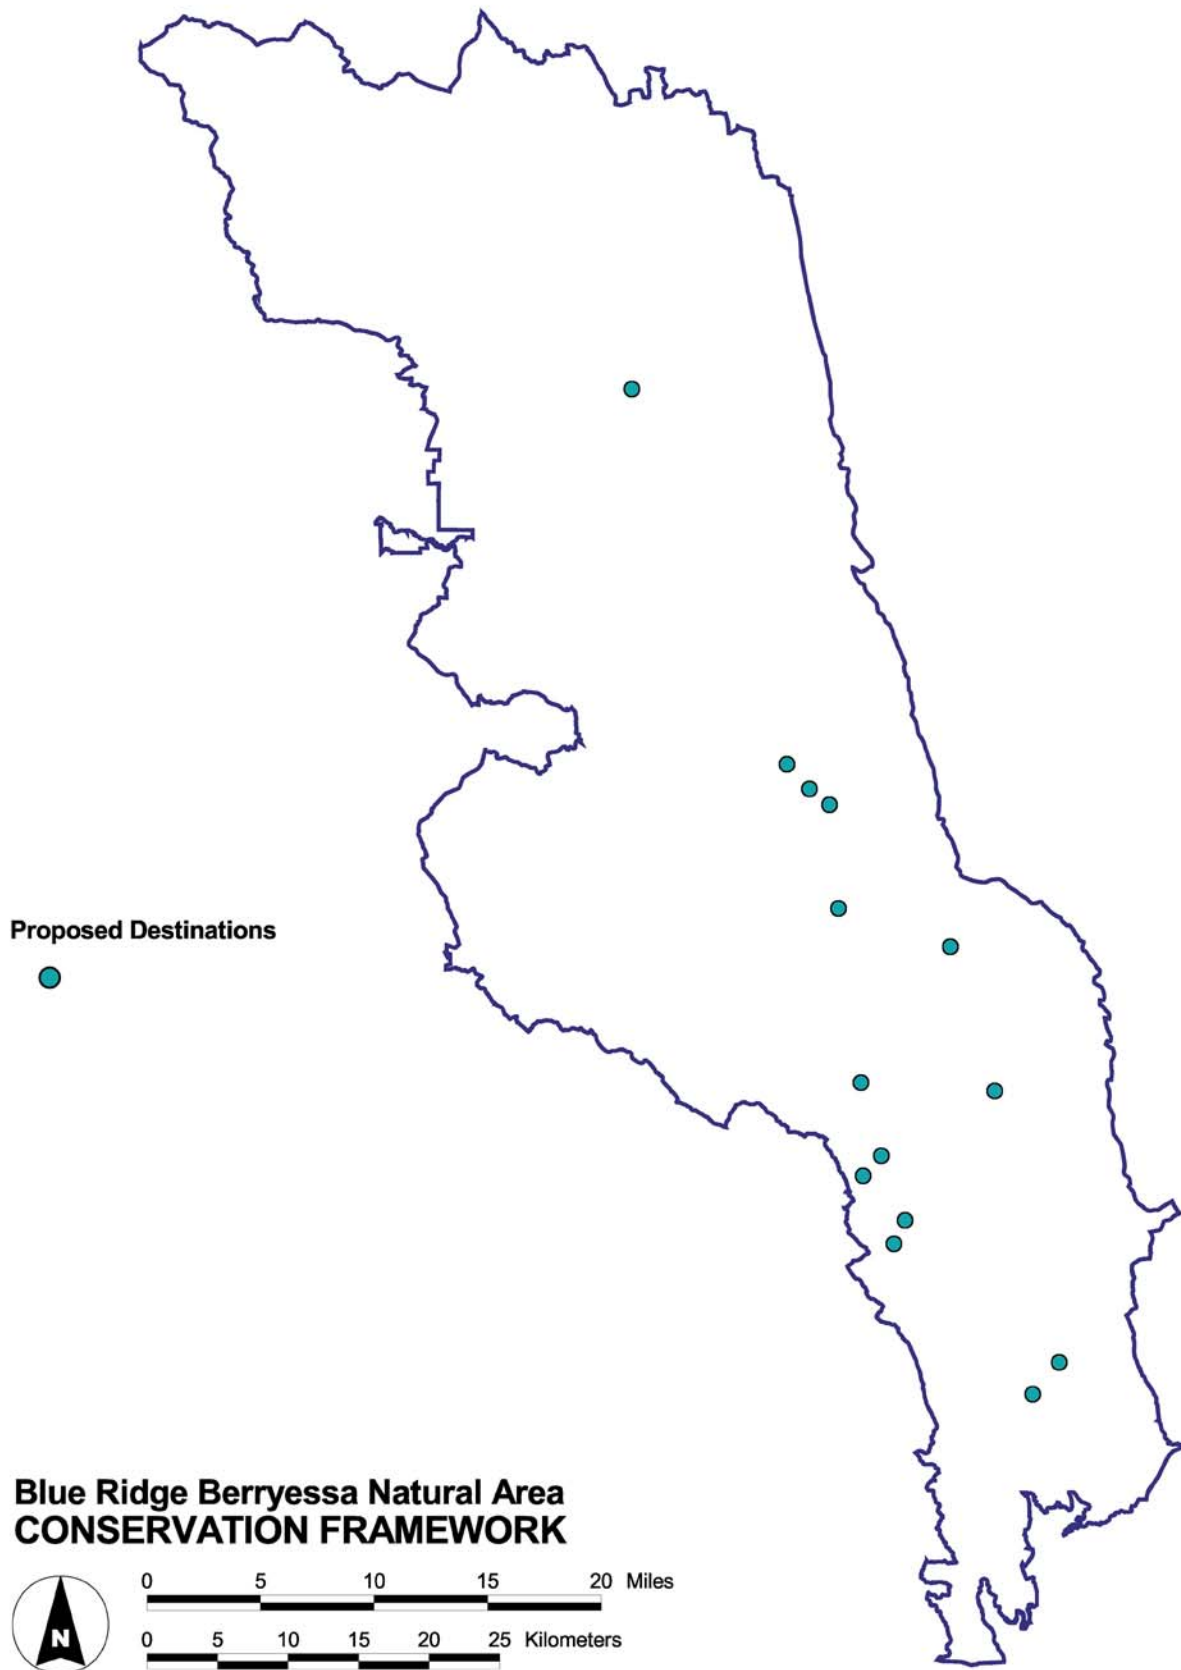 Proposed Destinations
Blue Ridge Berryessa Natural Area
CONSERVATION FRAMEWORK
N
0 5 10 15 20 Miles
0 5 10 15 20 25 Kilometers